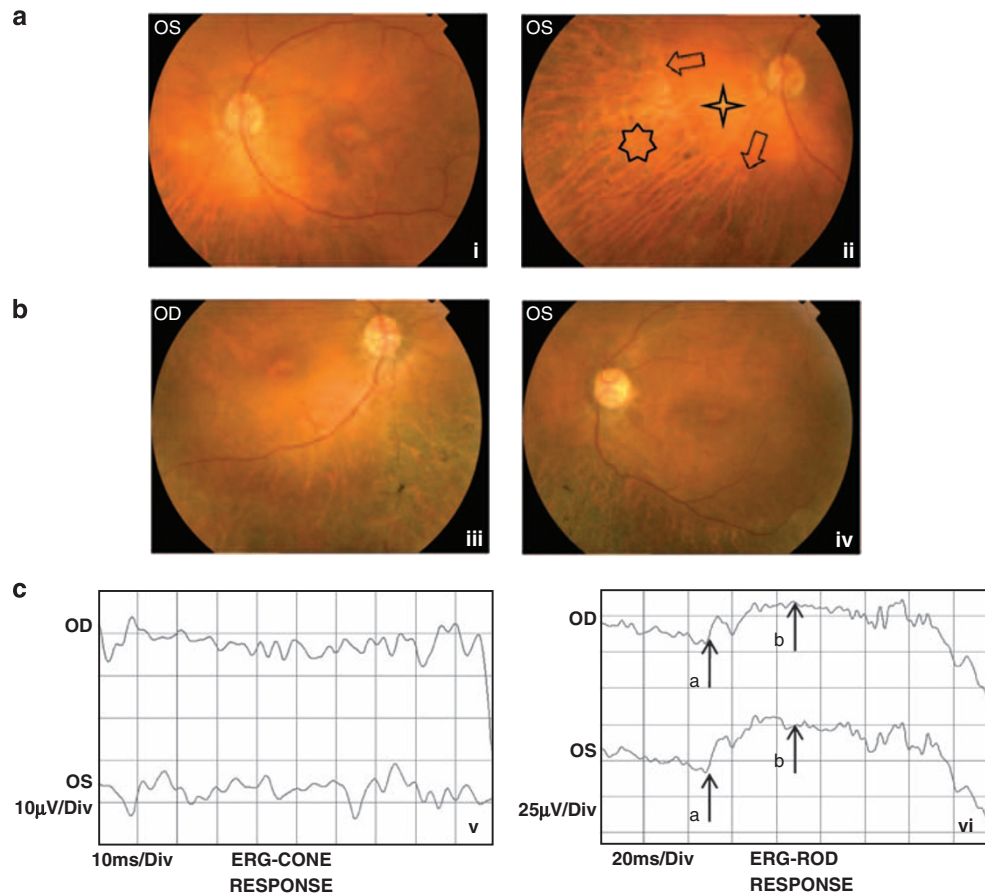 a
OS
i
OS
ii
b
OD
iii
OS
iv
c
OD
OS
10μV/Div
v
10ms/Div
ERG-CONE
RESPONSE
OD
a
b
OS
a
b
25μV/Div
vi
20ms/Div
ERG-ROD
RESPONSE